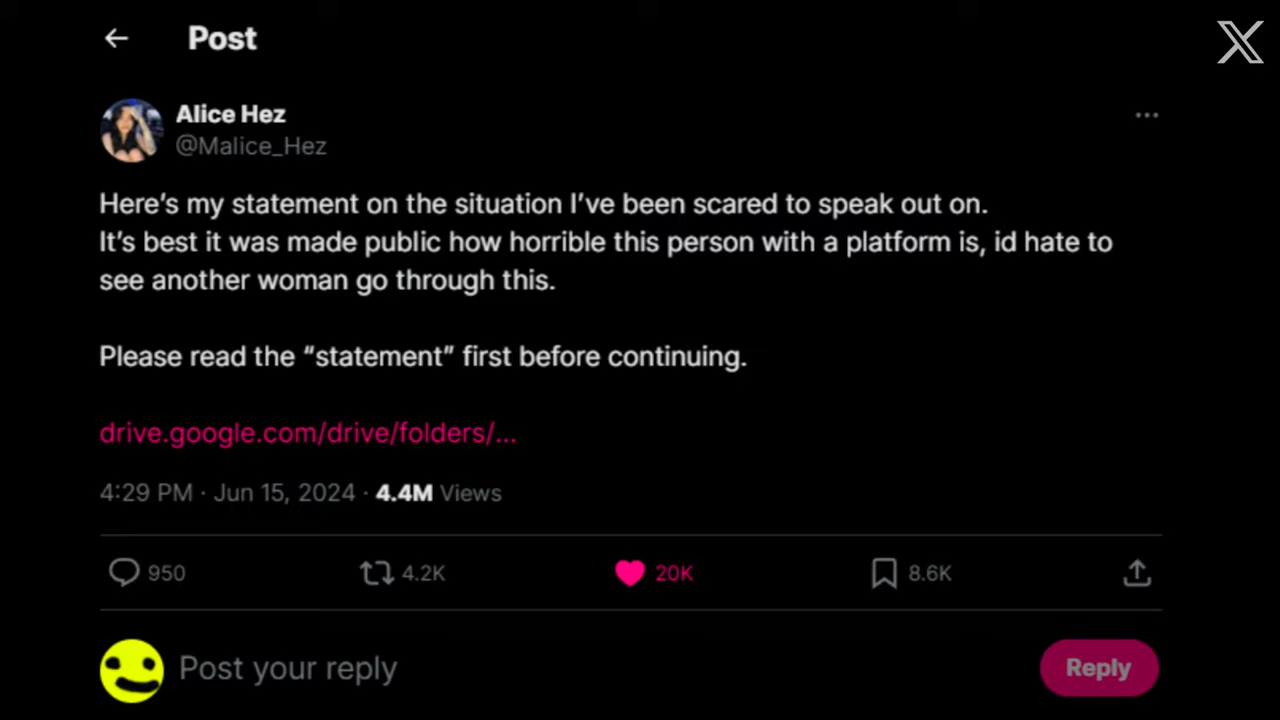 Post
X
Alice Hez
@Malice_Hez
Here's my statement on the situation I've been scared to speak out on.
It's best it was made public how horrible this person with a platform is, id hate to
see another woman go through this.
Please read the “statement” first before continuing.
drive.google.com/drive/folders/...
4:29 PM · Jun 15, 2024 · 4.4M Views
950 4.2K 20K 8.6K
Post your reply
Reply